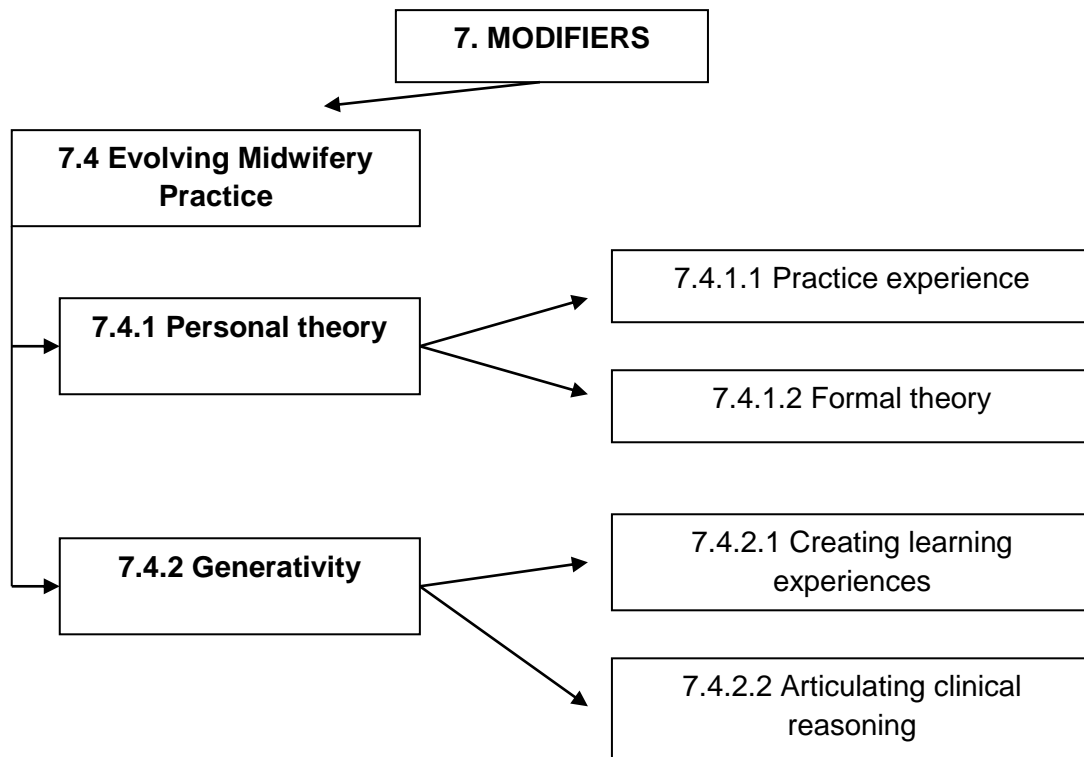 7. MODIFIERS
7.4 Evolving Midwifery
Practice
7.4.1 Personal theory
7.4.1.1 Practice experience
7.4.1.2 Formal theory
7.4.2 Generativity
7.4.2.1 Creating learning
experiences
7.4.2.2 Articulating clinical
reasoning